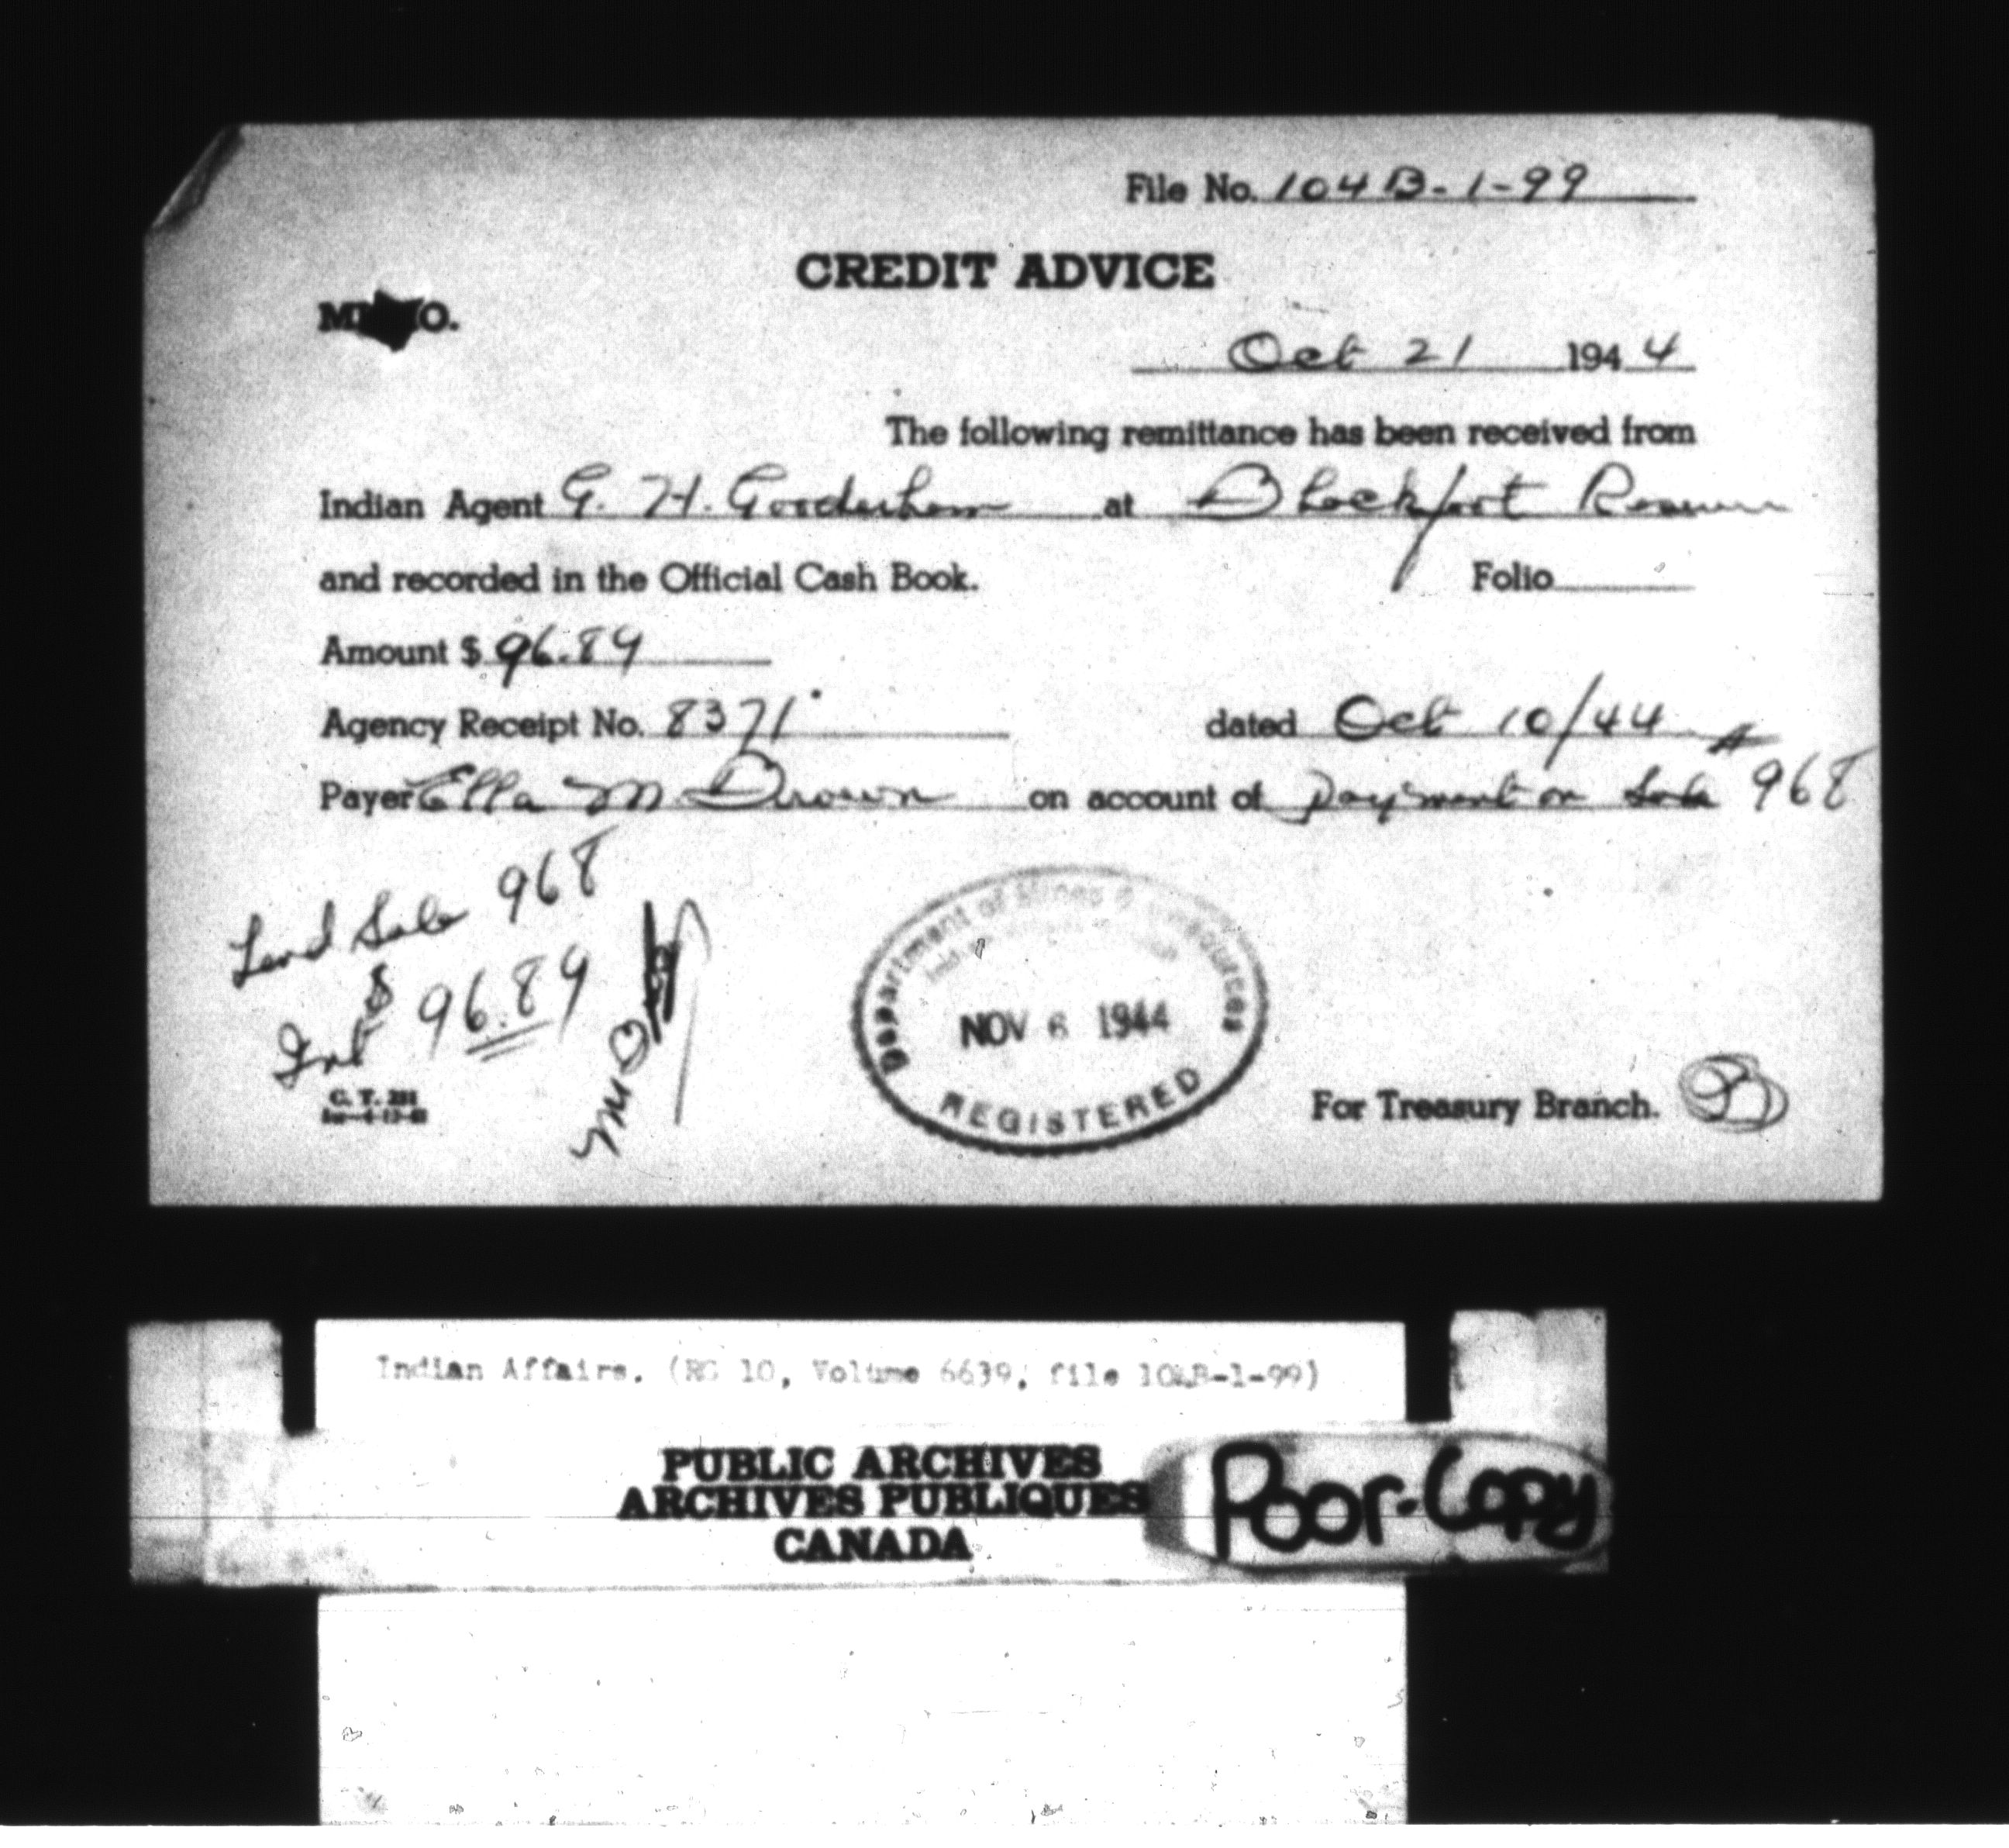 File No. 104B-1-99
CREDIT ADVICE
Oct 21 1944
The following remittance has been received from
Indian Agent G. H. Gooderham at Blackfoot
and recorded in the Official Cash Book. Folio
Amount $ 96.89
Agency Receipt No. 8371 dated Oct 10/44
Payer Ella M Brown on account of payment on Sale # 968
Land Sale 968
Int $ 96.89
Department of Mines & Resources
NOV 6 1944
REGISTERED
C. T.
For Treasury Branch.
Indian Affairs. (RG 10, Volume 6639, file 104B-1-99)
PUBLIC ARCHIVES
ARCHIVES PUBLIQUES
CANADA
Poor-Copy